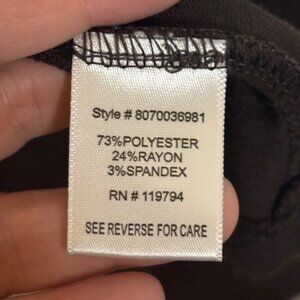 Style # 8070036981
73%POLYESTER
24%RAYON
3%SPANDEX
RN # 119794
SEE REVERSE FOR CARE